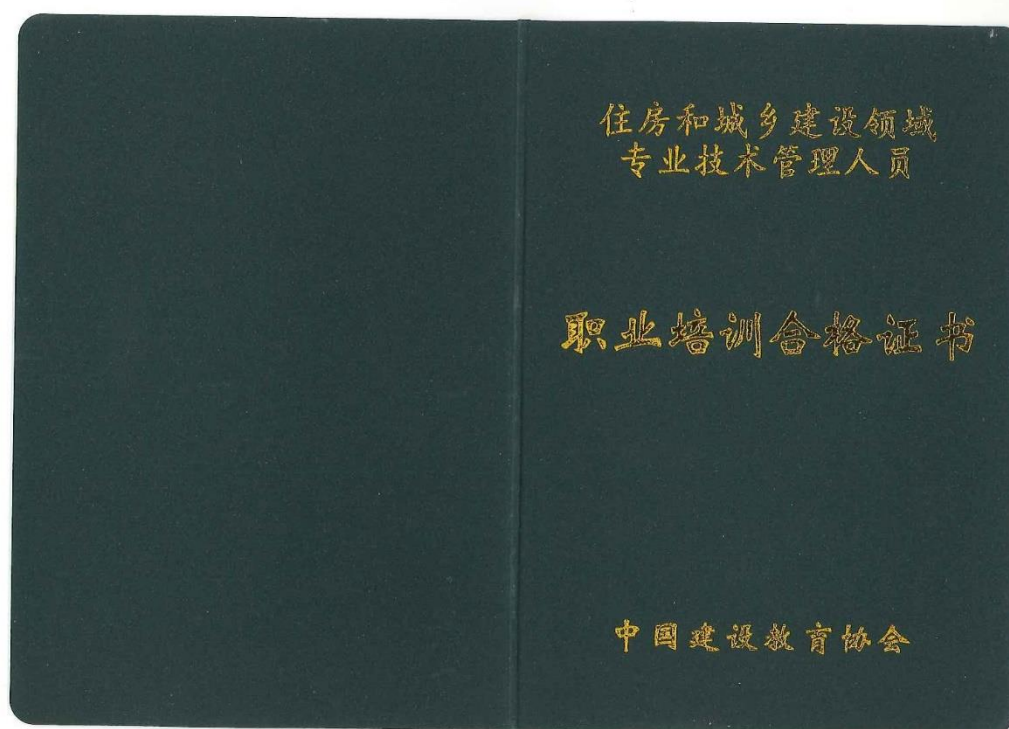 住房和城乡建设领域
专业技术管理人员
职业培训合格证书
中国建设教育协会